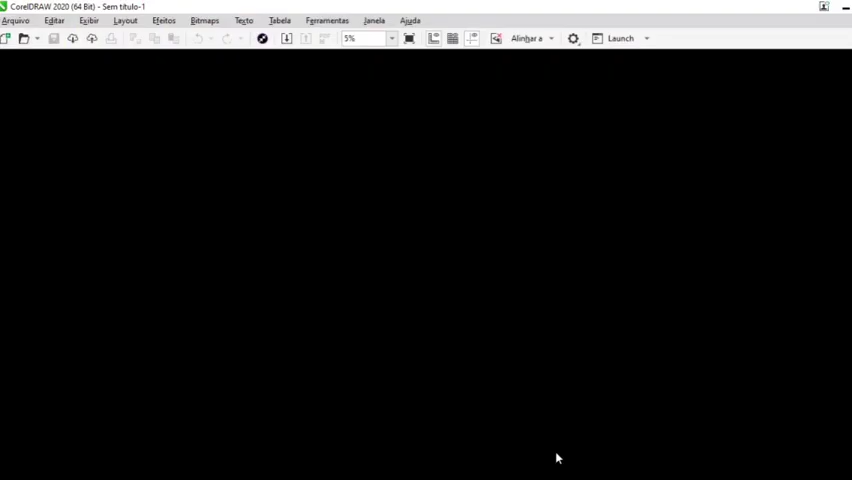 CorelDRAW 2020 (64 Bit) - Sem título-1
Arquivo Editar Exibir Layout Efeitos Bitmaps Texto Tabela Ferramentas Janela Ajuda
5% Alinhar a Launch